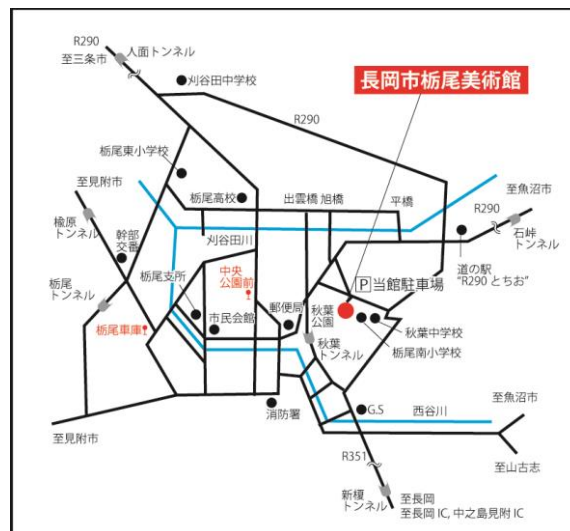 R290
至三条市
人面トンネル
刈谷田中学校
長岡市栃尾美術館
R290
栃尾東小学校
至見附市
栃尾高校
出雲橋 旭橋
平橋
至魚沼市
R290
石峠
トンネル
楡原
トンネル
幹部
交番
刈谷田川
道の駅
“R290 とちお”
栃尾
トンネル
栃尾支所
中央
公園前
P当館駐車場
栃尾車庫
市民会館
郵便局
秋葉
公園
秋葉
トンネル
秋葉中学校
栃尾南小学校
至見附市
消防署
G.S
西谷川
至魚沼市
至山古志
R351
新榎
トンネル
至長岡
至長岡 IC, 中之島見附 IC